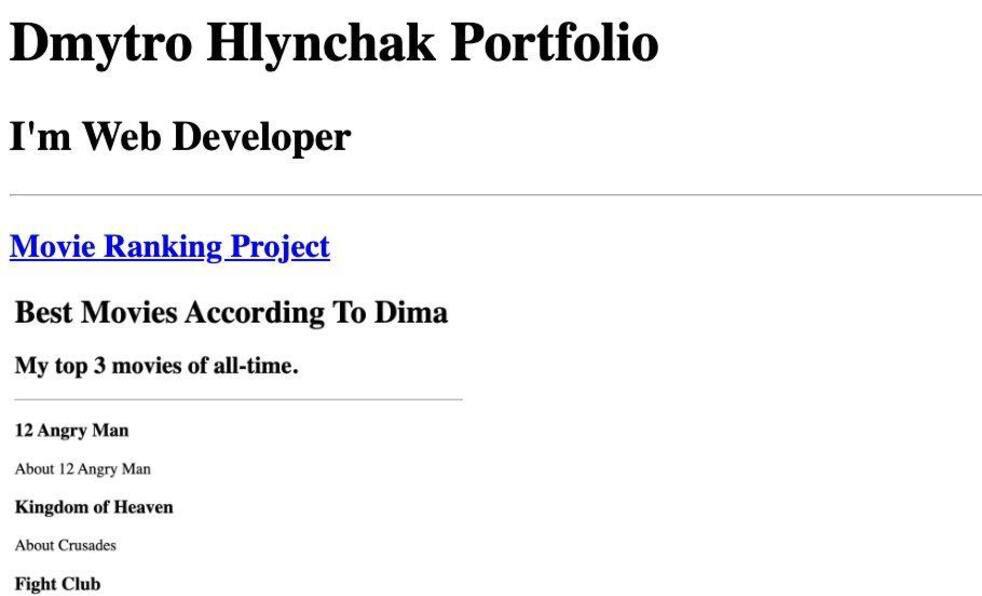 Dmytro Hlynchak Portfolio
I'm Web Developer
Movie Ranking Project
Best Movies According To Dima
My top 3 movies of all-time.
12 Angry Man
About 12 Angry Man
Kingdom of Heaven
About Crusades
Fight Club